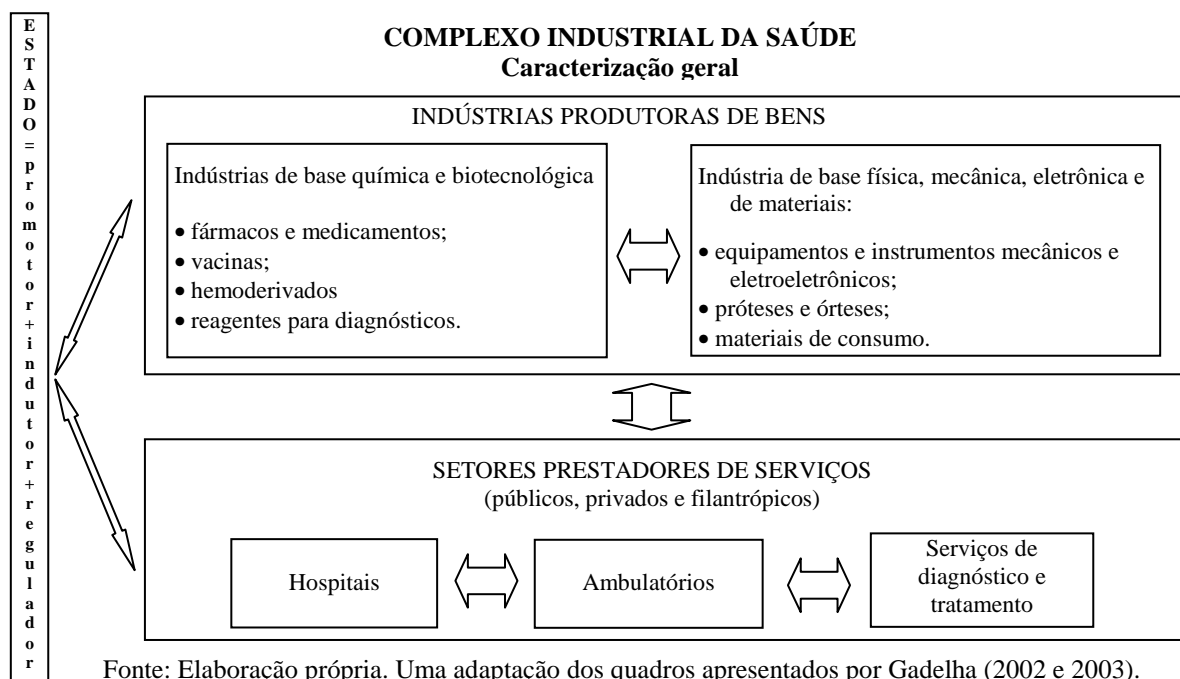 ESTADO=promotor+indutor+regulador
COMPLEXO INDUSTRIAL DA SAÚDE
Caracterização geral
INDÚSTRIAS PRODUTORAS DE BENS
Indústrias de base química e biotecnológica
• fármacos e medicamentos;
• vacinas;
• hemoderivados
• reagentes para diagnósticos.
Indústria de base física, mecânica, eletrônica e
de materiais:
• equipamentos e instrumentos mecânicos e
eletroeletrônicos;
• próteses e órteses;
• materiais de consumo.
SETORES PRESTADORES DE SERVIÇOS
(públicos, privados e filantrópicos)
Hospitais
Ambulatórios
Serviços de
diagnóstico e
tratamento
Fonte: Elaboração própria. Uma adaptação dos quadros apresentados por Gadelha (2002 e 2003).